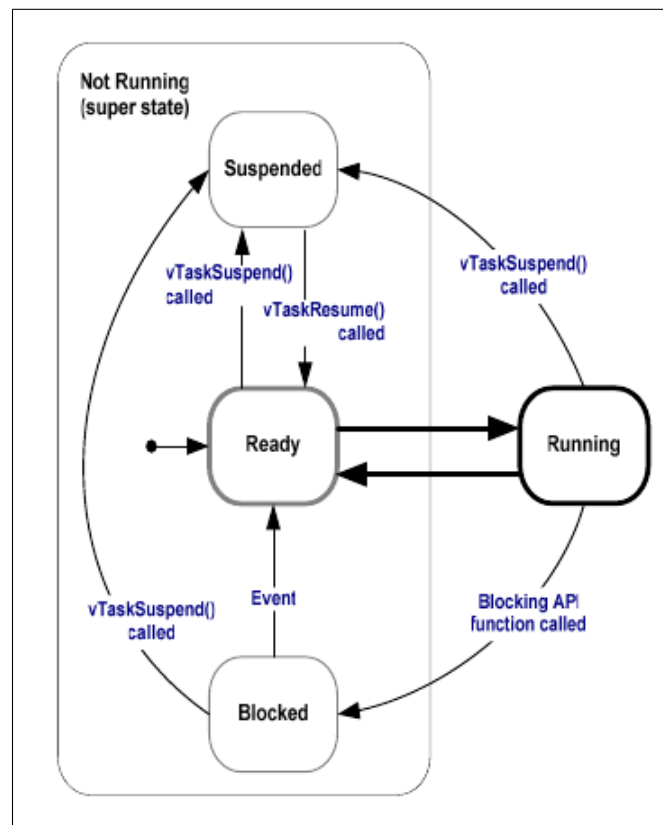 Not Running
(super state)
Suspended
vTaskSuspend()
called
vTaskResume()
called
vTaskSuspend()
called
Ready
Running
Event
vTaskSuspend()
called
Blocking API
function called
Blocked